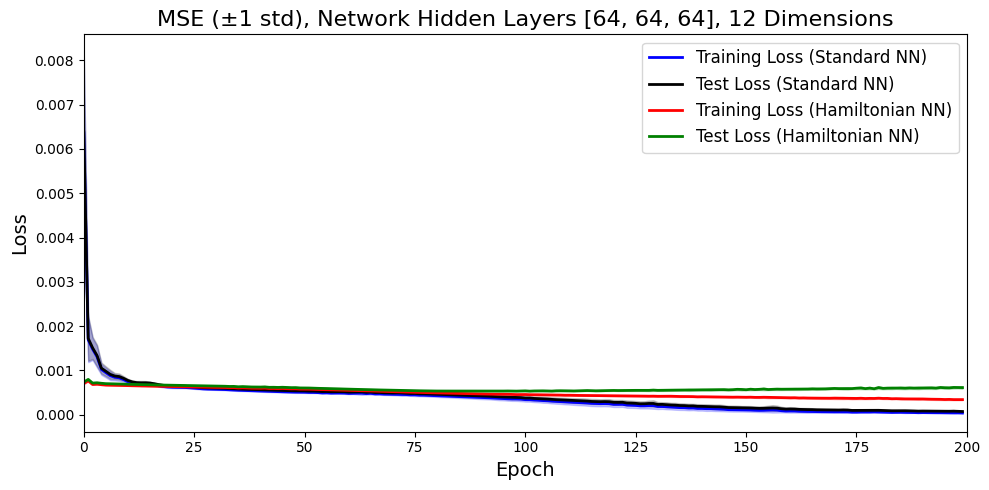 MSE (±1 std), Network Hidden Layers [64, 64, 64], 12 Dimensions
Training Loss (Standard NN)
Test Loss (Standard NN)
Training Loss (Hamiltonian NN)
Test Loss (Hamiltonian NN)
Loss
0.008
0.007
0.006
0.005
0.004
0.003
0.002
0.001
0.000
0 25 50 75 100 125 150 175 200
Epoch